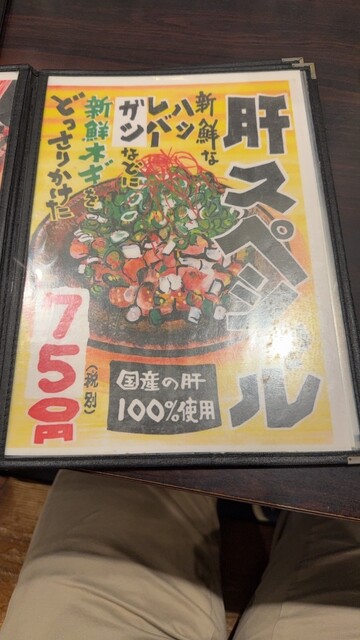 肝スペシャル
新鮮な
ハツ
レバー
ガツなどに
新鮮ネギを
どっさりかけた
750円
(税別)
国産の肝
100%使用